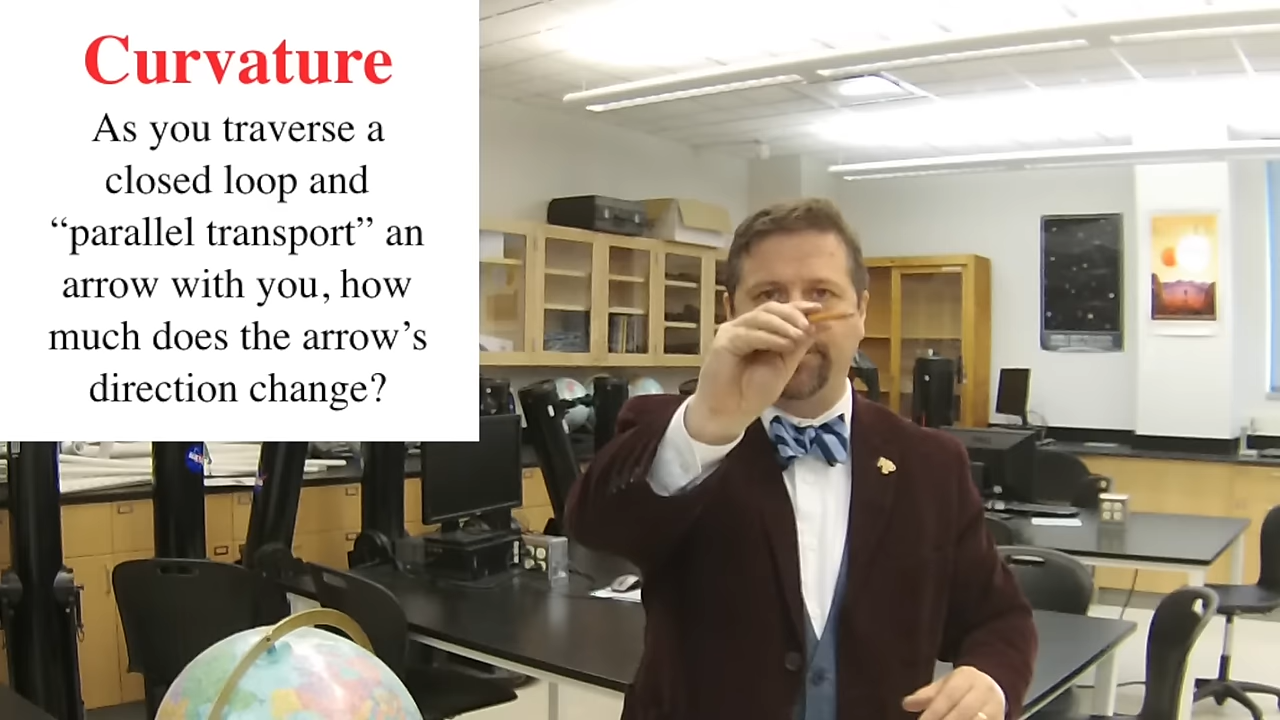 Curvature
As you traverse a
closed loop and
“parallel transport” an
arrow with you, how
much does the arrow’s
direction change?